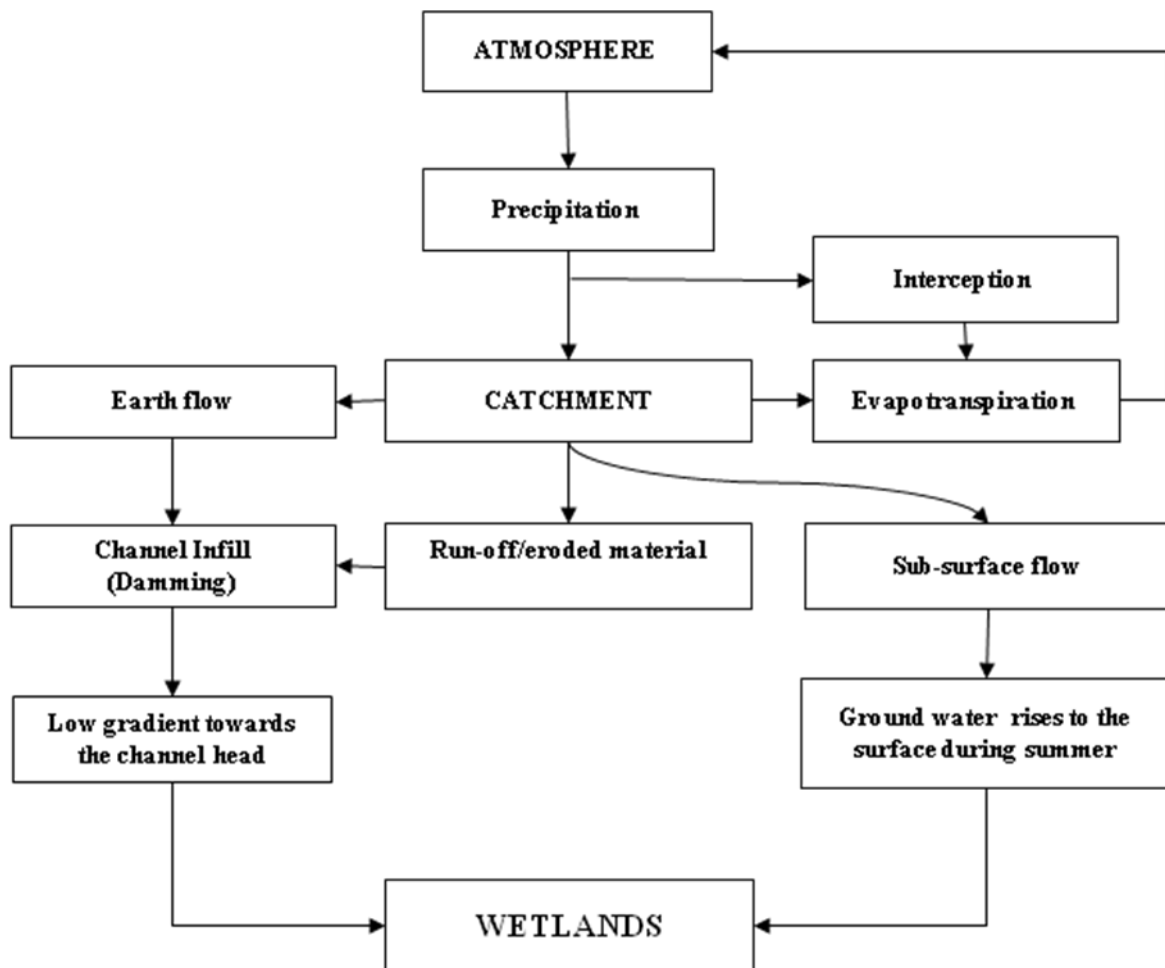 ATMOSPHERE
Precipitation
Interception
Earth flow
CATCHMENT
Evapotranspiration
Channel Infill
(Damming)
Run-off/eroded material
Sub-surface flow
Low gradient towards
the channel head
Ground water rises to the
surface during summer
WETLANDS